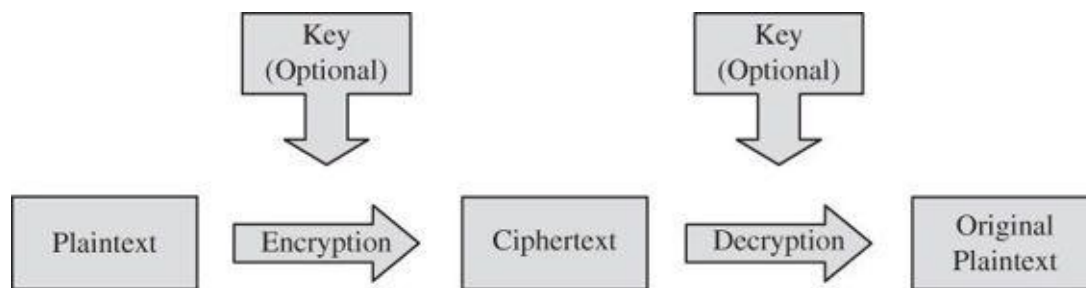 Key
(Optional)
Key
(Optional)
Plaintext
Encryption
Ciphertext
Decryption
Original
Plaintext